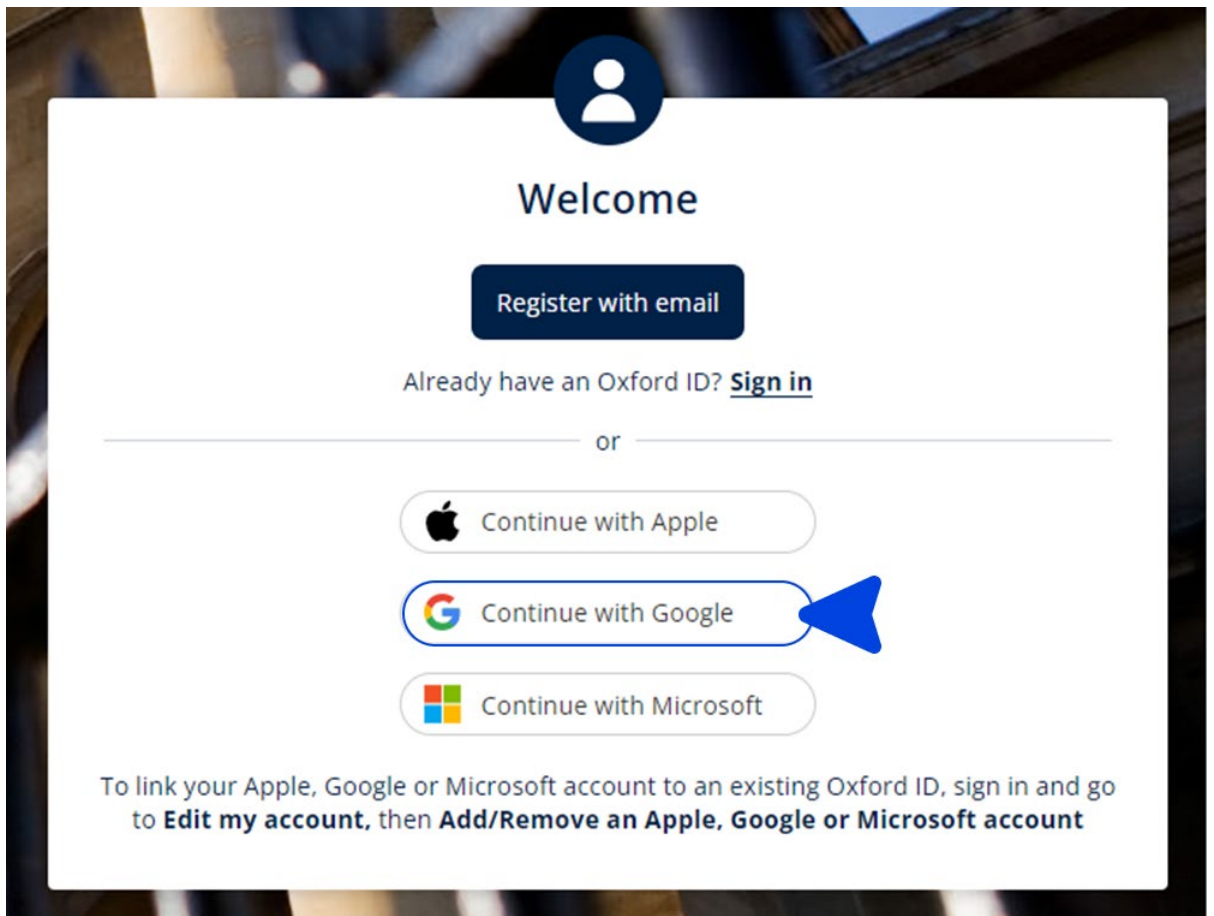 Welcome
Register with email
Already have an Oxford ID? Sign in
or
Continue with Apple
Continue with Google
Continue with Microsoft
To link your Apple, Google or Microsoft account to an existing Oxford ID, sign in and go
to Edit my account, then Add/Remove an Apple, Google or Microsoft account